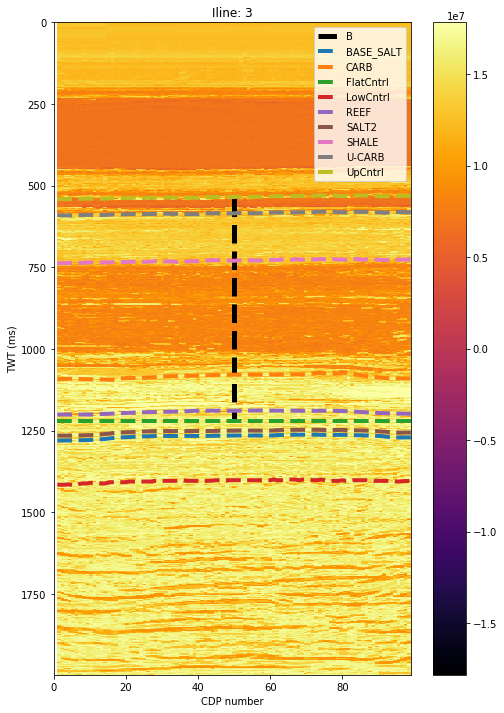 Iline: 3
1e7
B
BASE_SALT
CARB
FlatCntrl
LowCntrl
REEF
SALT2
SHALE
U-CARB
UpCntrl
0
250
500
750
1000
1250
1500
1750
TWT (ms)
0
20
40
60
80
CDP number
1.5
1.0
0.5
0.0
−0.5
−1.0
−1.5